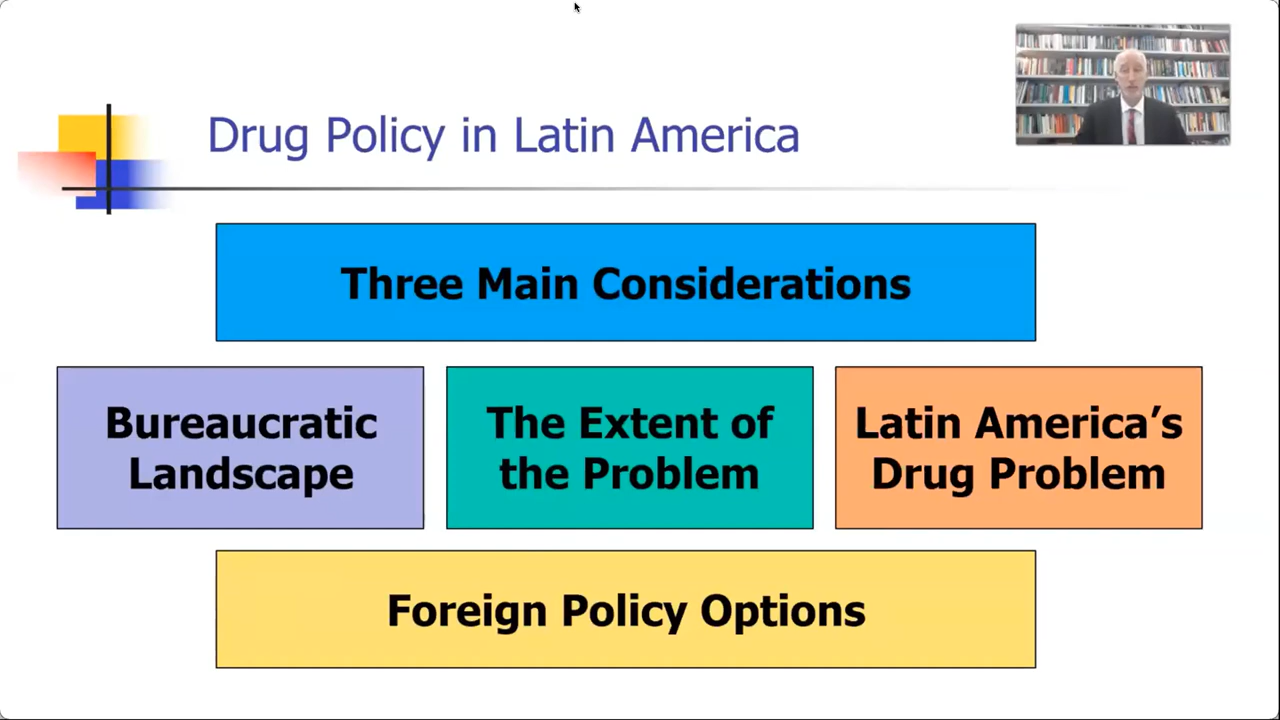 Drug Policy in Latin America
Three Main Considerations
Bureaucratic
Landscape
The Extent of
the Problem
Latin America’s
Drug Problem
Foreign Policy Options